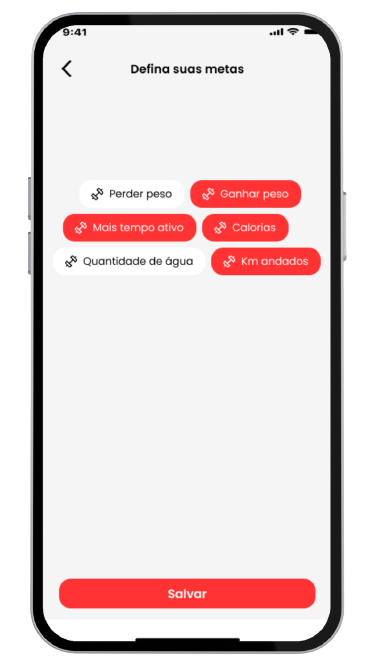 9:41
Defina suas metas
Perder peso Ganhar peso
Mais tempo ativo Calorias
Quantidade de água Km andados
Salvar